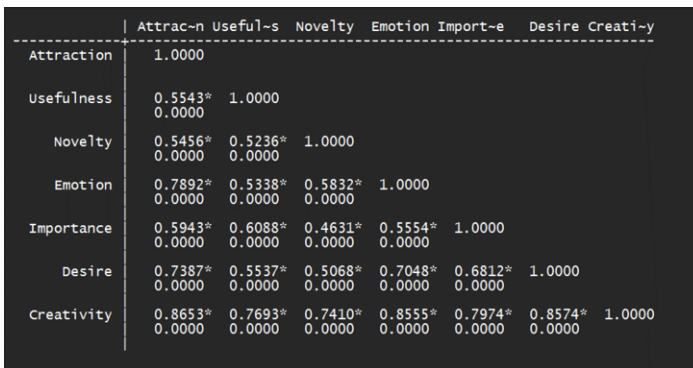 Attrac~n Useful~s Novelty Emotion Import~e Desire Creati~y
Attraction 1.0000
Usefulness 0.5543* 1.0000
0.0000
Novelty 0.5456* 0.5236* 1.0000
0.0000 0.0000
Emotion 0.7892* 0.5338* 0.5832* 1.0000
0.0000 0.0000 0.0000
Importance 0.5943* 0.6088* 0.4631* 0.5554* 1.0000
0.0000 0.0000 0.0000 0.0000
Desire 0.7387* 0.5537* 0.5068* 0.7048* 0.6812* 1.0000
0.0000 0.0000 0.0000 0.0000 0.0000
Creativity 0.8653* 0.7693* 0.7410* 0.8555* 0.7974* 0.8574* 1.0000
0.0000 0.0000 0.0000 0.0000 0.0000 0.0000